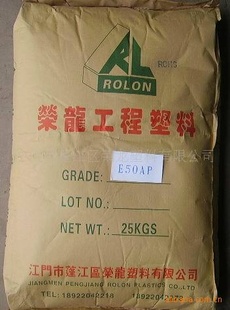 RL
ROHS
ROLON
榮龍工程塑料
GRADE:
E50AP
LOT NO.:
NET WT.: 25KGS
江門市蓬江區榮龍塑料有限公司
JIANGMEN PENGJIANG ROLON PLASTICS CO.,LTD